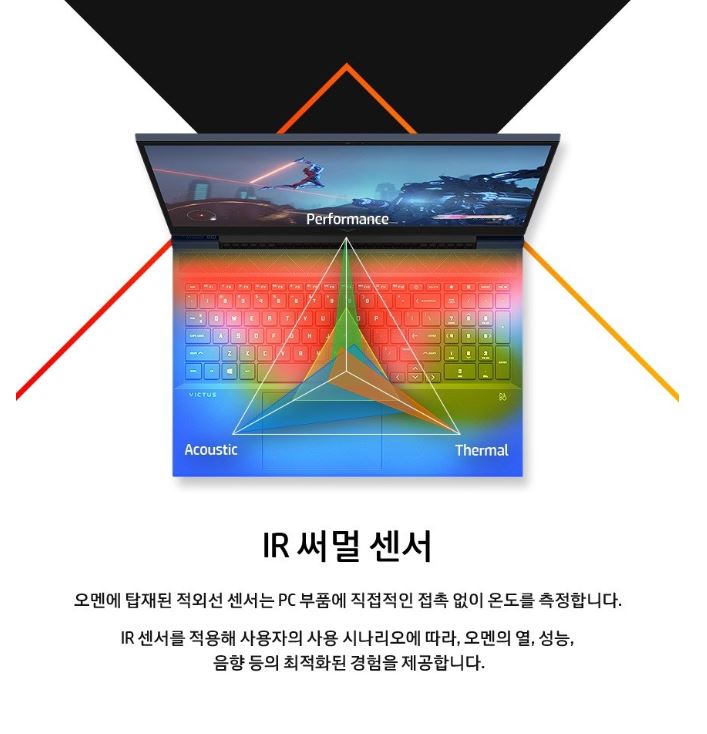 Performance
VICTUS
Acoustic
Thermal
IR 써멀 센서
오멘에 탑재된 적외선 센서는 PC 부품에 직접적인 접촉 없이 온도를 측정합니다.
IR 센서를 적용해 사용자의 사용 시나리오에 따라, 오멘의 열, 성능,
음향 등의 최적화된 경험을 제공합니다.